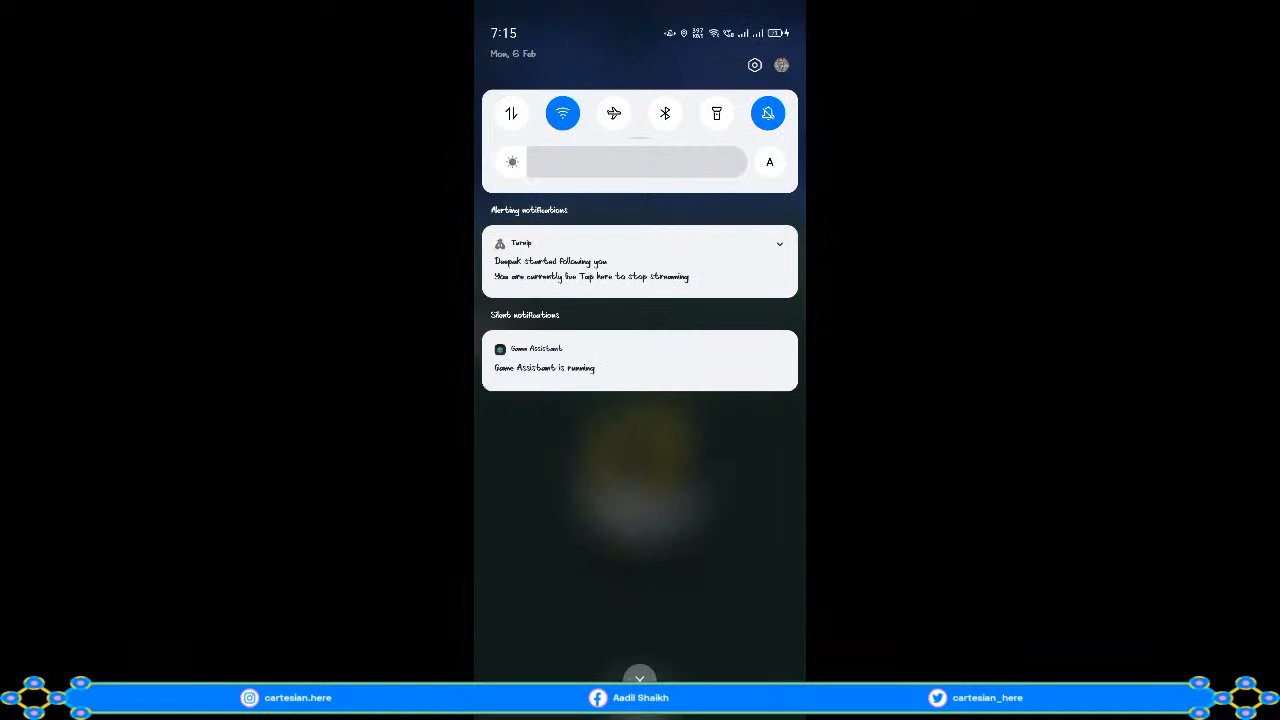 7:15
Mon, 6 Feb
A
Alerting notifications
Turnip
Deepak started following you
You are currently live Tap here to stop streaming
Silent notifications
Game Assistant
Game Assistant is running
cartesian.here
Aadil Shaikh
cartesian_here